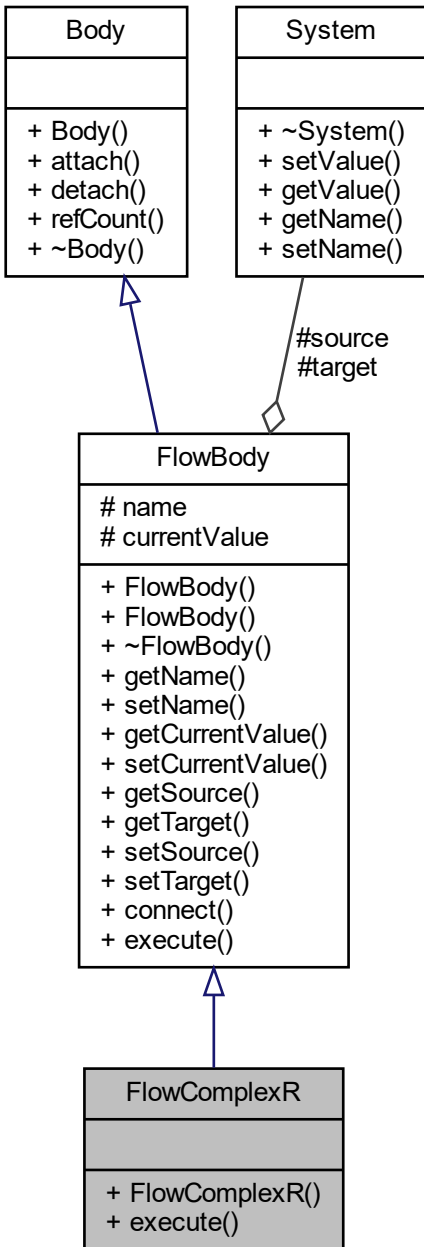 Body
+ Body()
+ attach()
+ detach()
+ refCount()
+ ~Body()
System
+ ~System()
+ setValue()
+ getValue()
+ getName()
+ setName()
#source
#target
FlowBody
# name
# currentValue
+ FlowBody()
+ FlowBody()
+ ~FlowBody()
+ getName()
+ setName()
+ getCurrentValue()
+ setCurrentValue()
+ getSource()
+ getTarget()
+ setSource()
+ setTarget()
+ connect()
+ execute()
FlowComplexR
+ FlowComplexR()
+ execute()